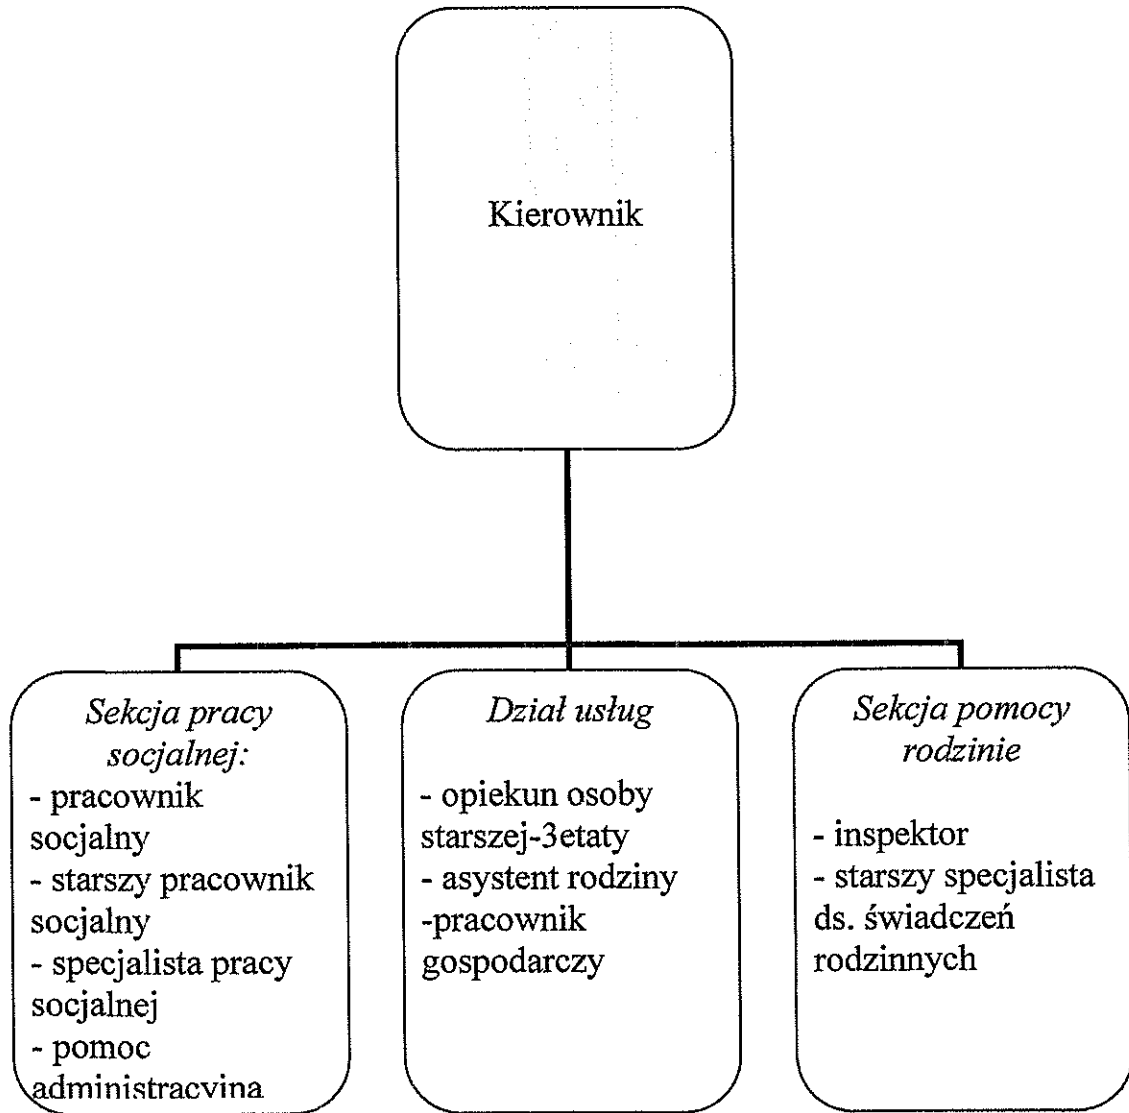 Kierownik
Sekcja pracy
socjalnej:
- pracownik
socjalny
- starszy pracownik
socjalny
- specjalista pracy
socjalnej
- pomoc
administracyjna
Dział usług
- opiekun osoby
starszej-3etaty
- asystent rodziny
-pracownik
gospodarczy
Sekcja pomocy
rodzinie
- inspektor
- starszy specjalista
ds. świadczeń
rodzinnych